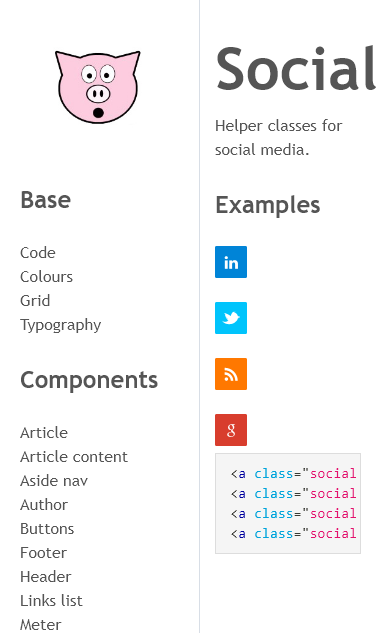 Base
Code
Colours
Grid
Typography
Components
Article
Article content
Aside nav
Author
Buttons
Footer
Header
Links list
Meter
Social
Helper classes for
social media.
Examples
in
g
<a class="social
<a class="social
<a class="social
<a class="social